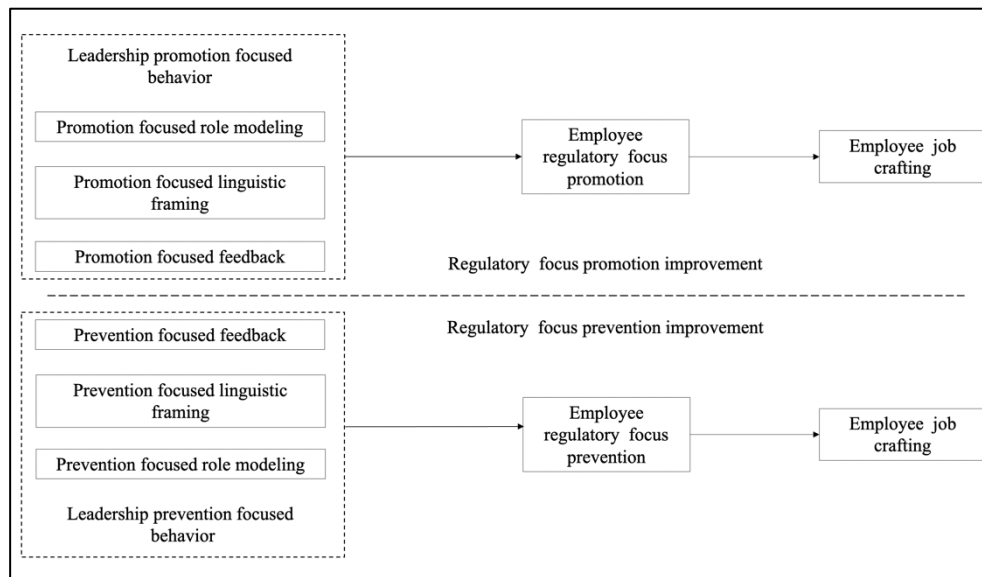 Leadership promotion focused
behavior
Promotion focused role modeling
Promotion focused linguistic
framing
Promotion focused feedback
Employee
regulatory focus
promotion
Employee job
crafting
Regulatory focus promotion improvement
Regulatory focus prevention improvement
Prevention focused feedback
Prevention focused linguistic
framing
Prevention focused role modeling
Leadership prevention focused
behavior
Employee
regulatory focus
prevention
Employee job
crafting